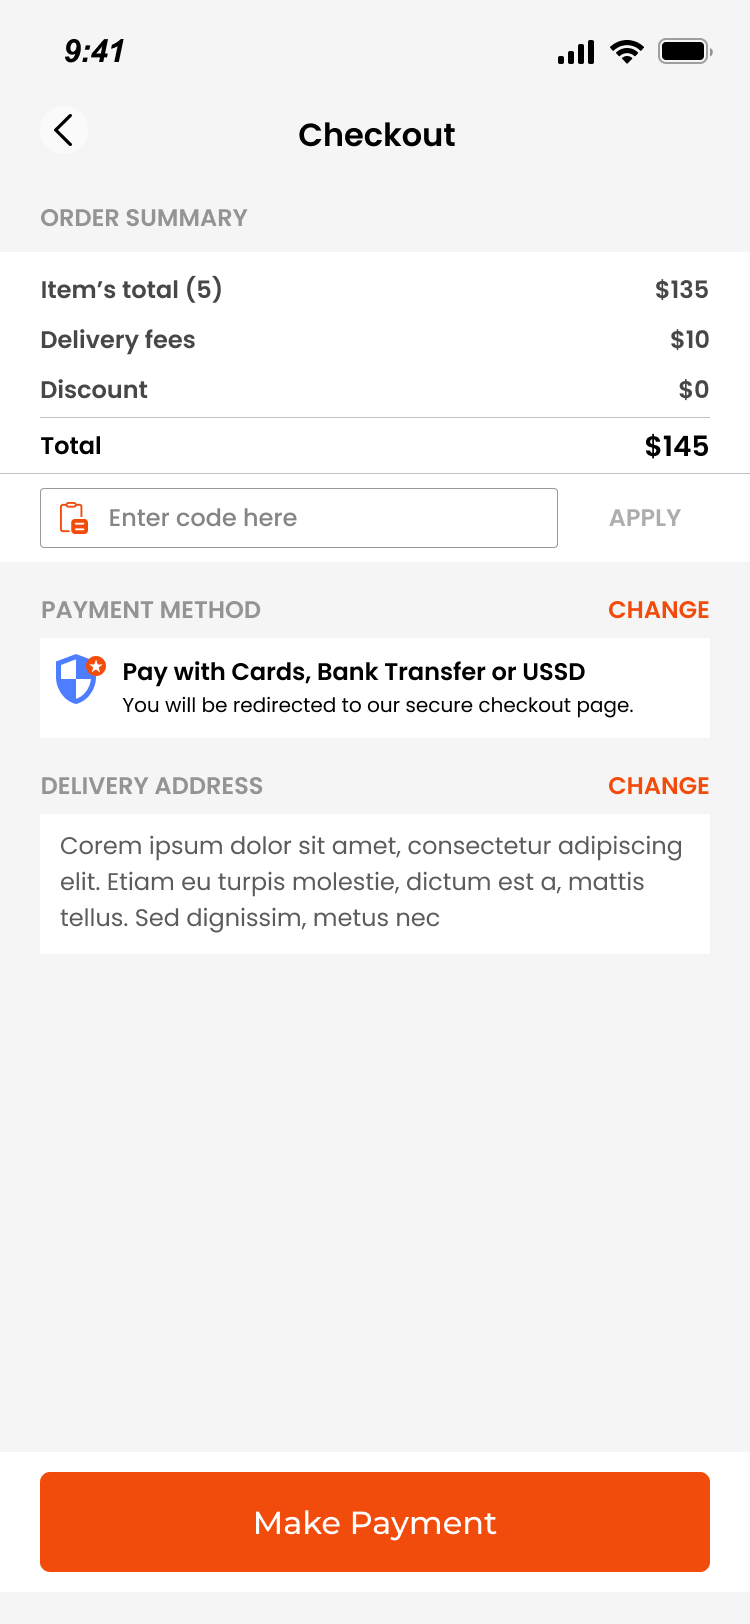 9:41
Checkout
ORDER SUMMARY
Item’s total (5) $135
Delivery fees $10
Discount $0
Total $145
Enter code here APPLY
PAYMENT METHOD CHANGE
Pay with Cards, Bank Transfer or USSD
You will be redirected to our secure checkout page.
DELIVERY ADDRESS CHANGE
Corem ipsum dolor sit amet, consectetur adipiscing
elit. Etiam eu turpis molestie, dictum est a, mattis
tellus. Sed dignissim, metus nec
Make Payment